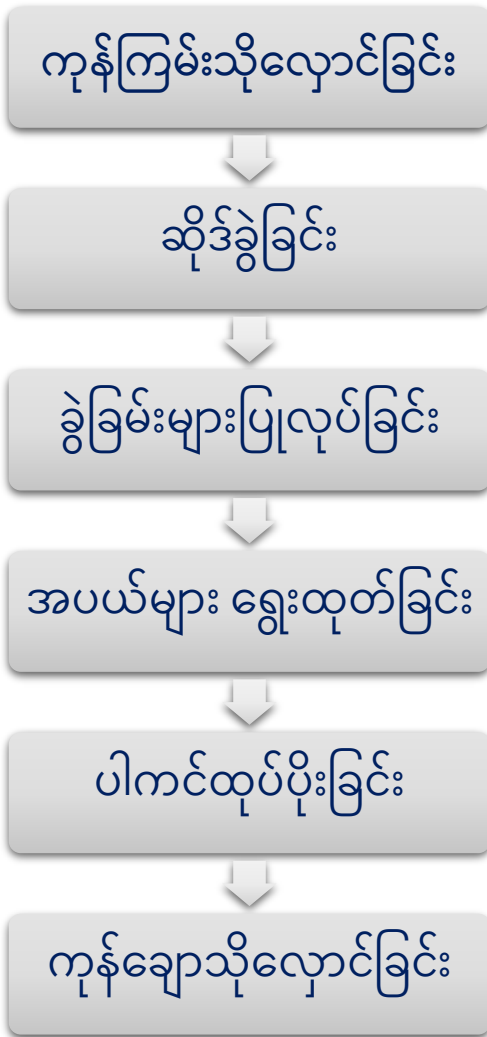 ကုန်ကြမ်းသိုလှောင်ခြင်း
ဆိုဒ်ခွဲခြင်း
ခွဲခြမ်းများပြုလုပ်ခြင်း
အပယ်များ ရွေးထုတ်ခြင်း
ပါကင်ထုပ်ပိုးခြင်း
ကုန်ချောသိုလှောင်ခြင်း